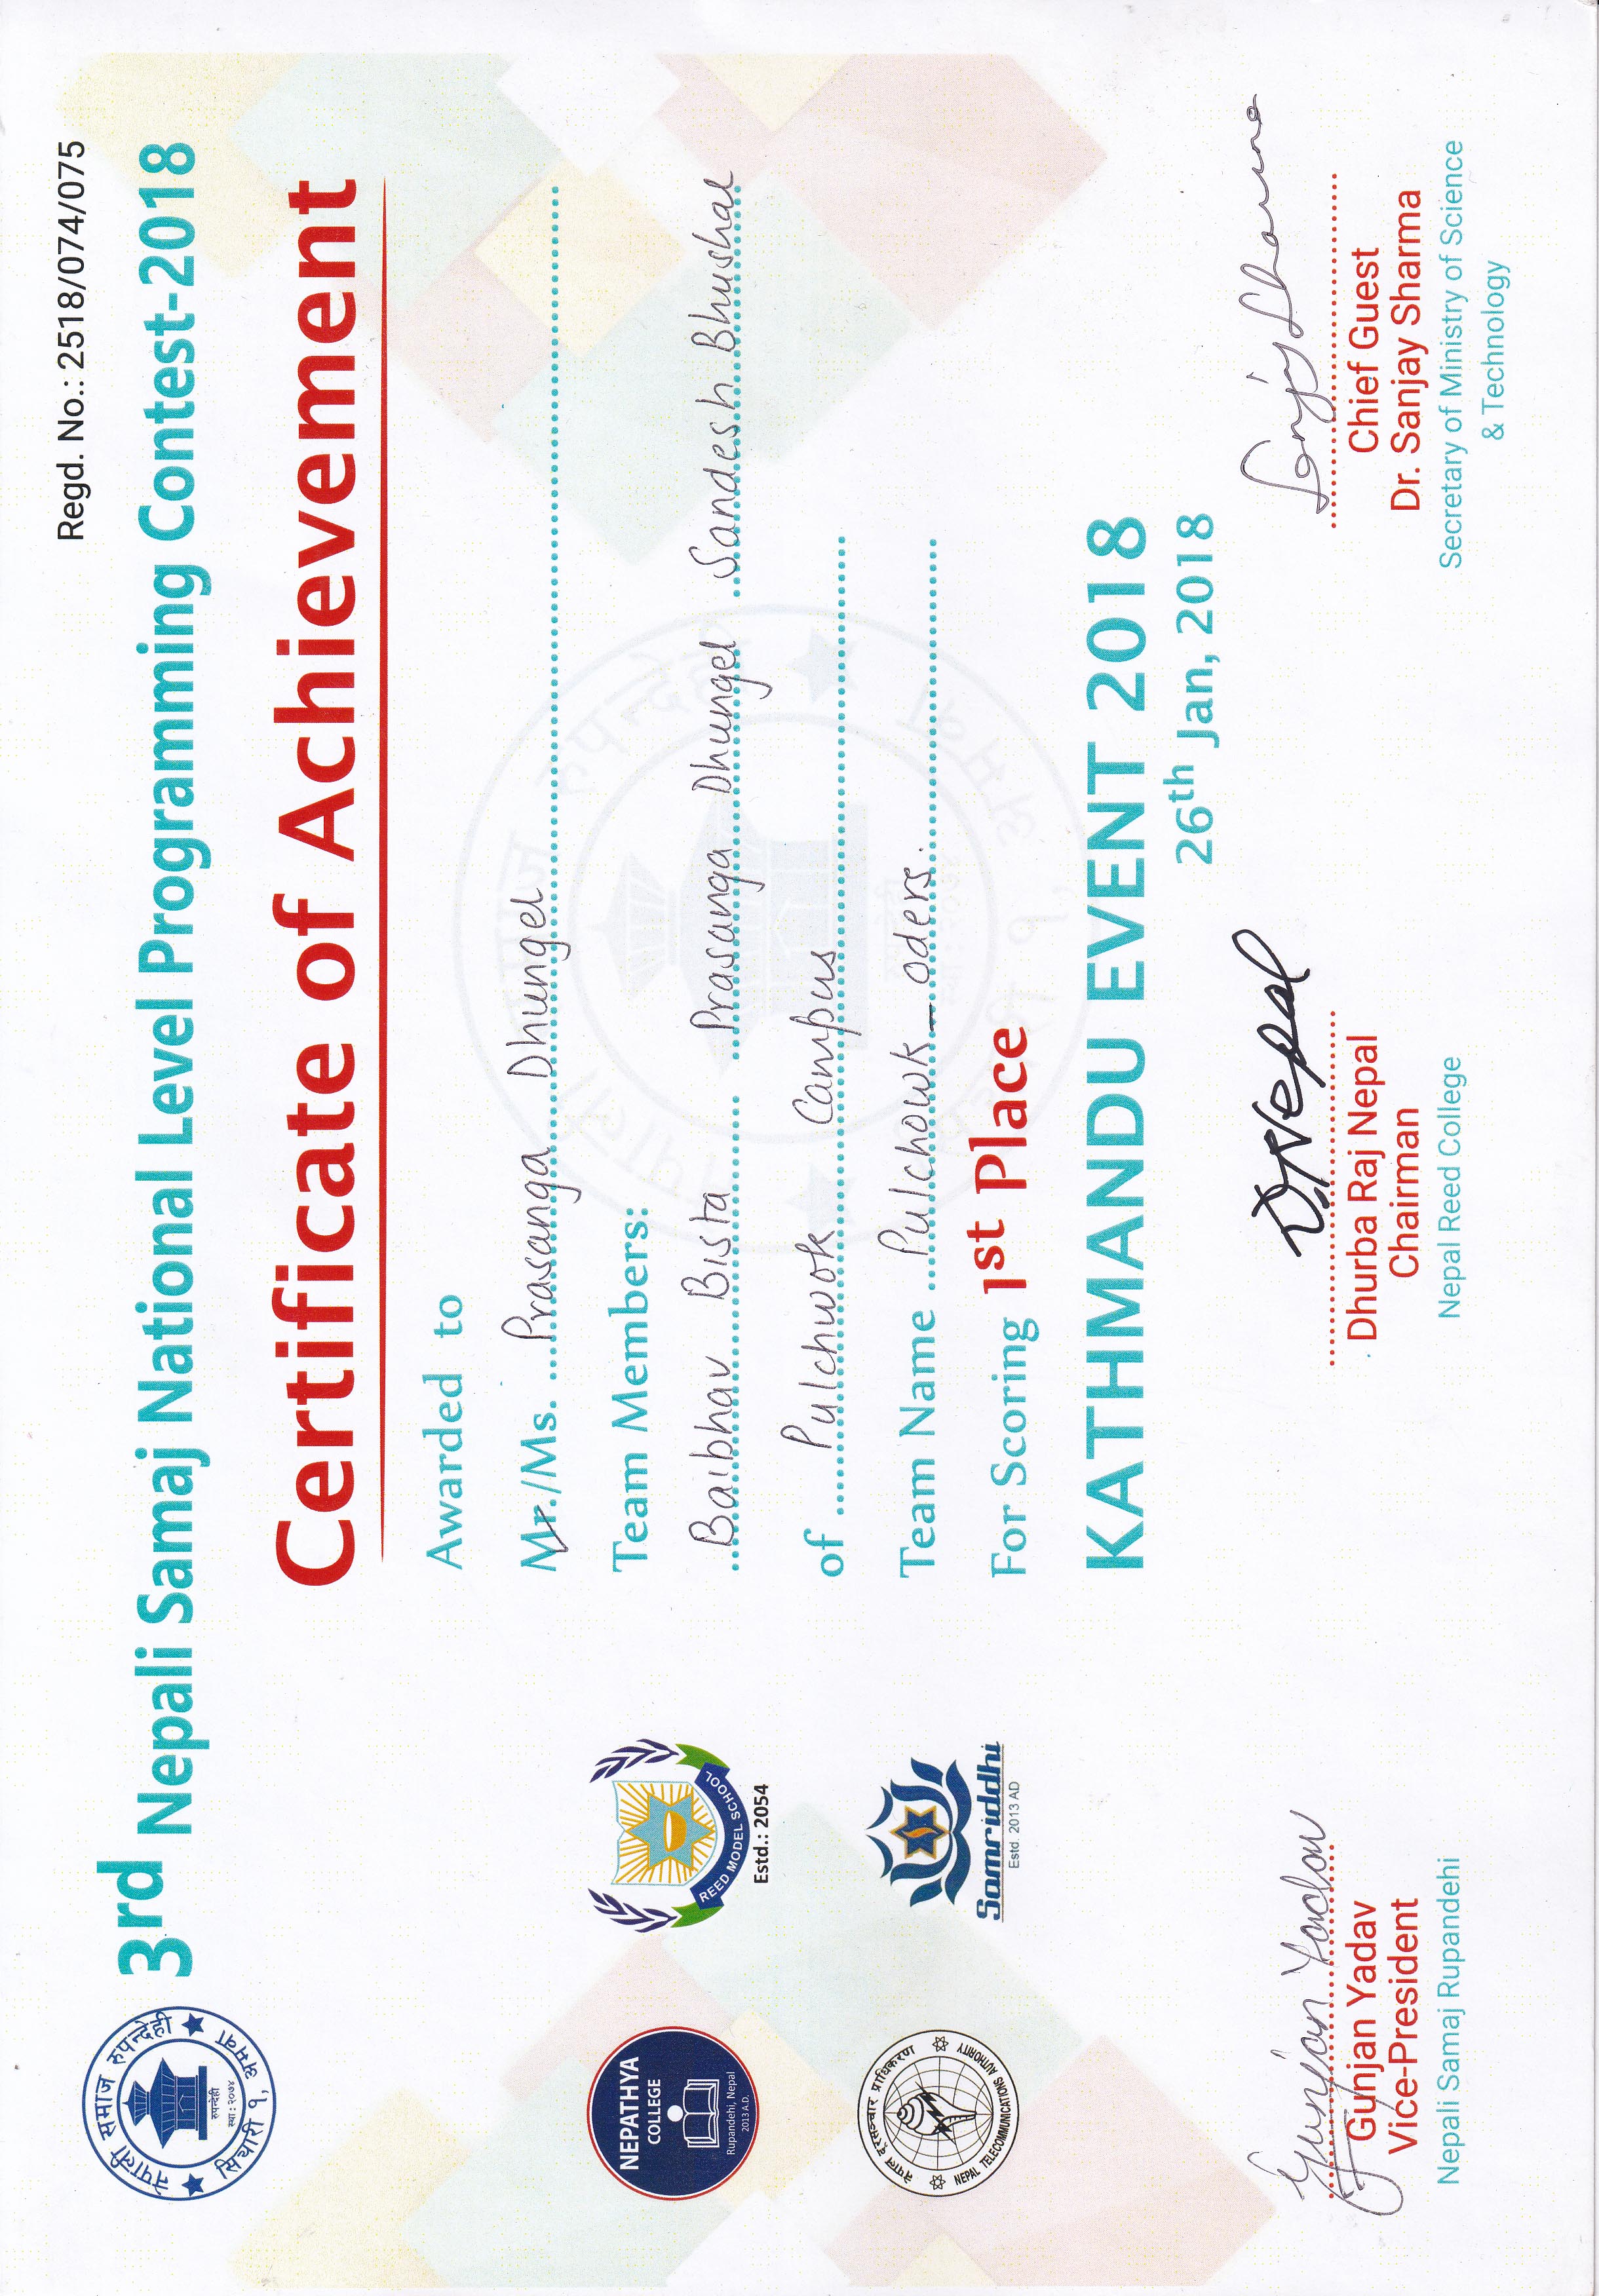 Regd. No.: 2518/074/075
नेपाली समाज रुपन्देही
रुपन्देही
स्था : २०७४
सियारी १, अमवा
3rd Nepali Samaj National Level Programming Contest-2018
Certificate of Achievement
Awarded to
Mr./Ms. Prasanga Dhungel
Team Members:
Baibhav Bista Prasanga Dhungel Sandesh Bhushal
of Pulchwok Campus
Team Name Pulchowk_oders.
For Scoring 1st Place
KATHMANDU EVENT 2018
26th Jan, 2018
NEPATHYA
COLLEGE
Rupandehi, Nepal
2013 A.D.
REED MODEL SCHOOL
Estd.: 2054
नेपाल दूरसञ्चार प्राधिकरण
NEPAL TELECOMMUNICATIONS AUTHORITY
Samriddhi
Estd. 2013 AD
Gunjan Yadav
Gunjan Yadav
Vice-President
Nepali Samaj Rupandehi
D.Nepal
Dhurba Raj Nepal
Chairman
Nepal Reed College
Sanjay Sharma
Chief Guest
Dr. Sanjay Sharma
Secretary of Ministry of Science
& Technology